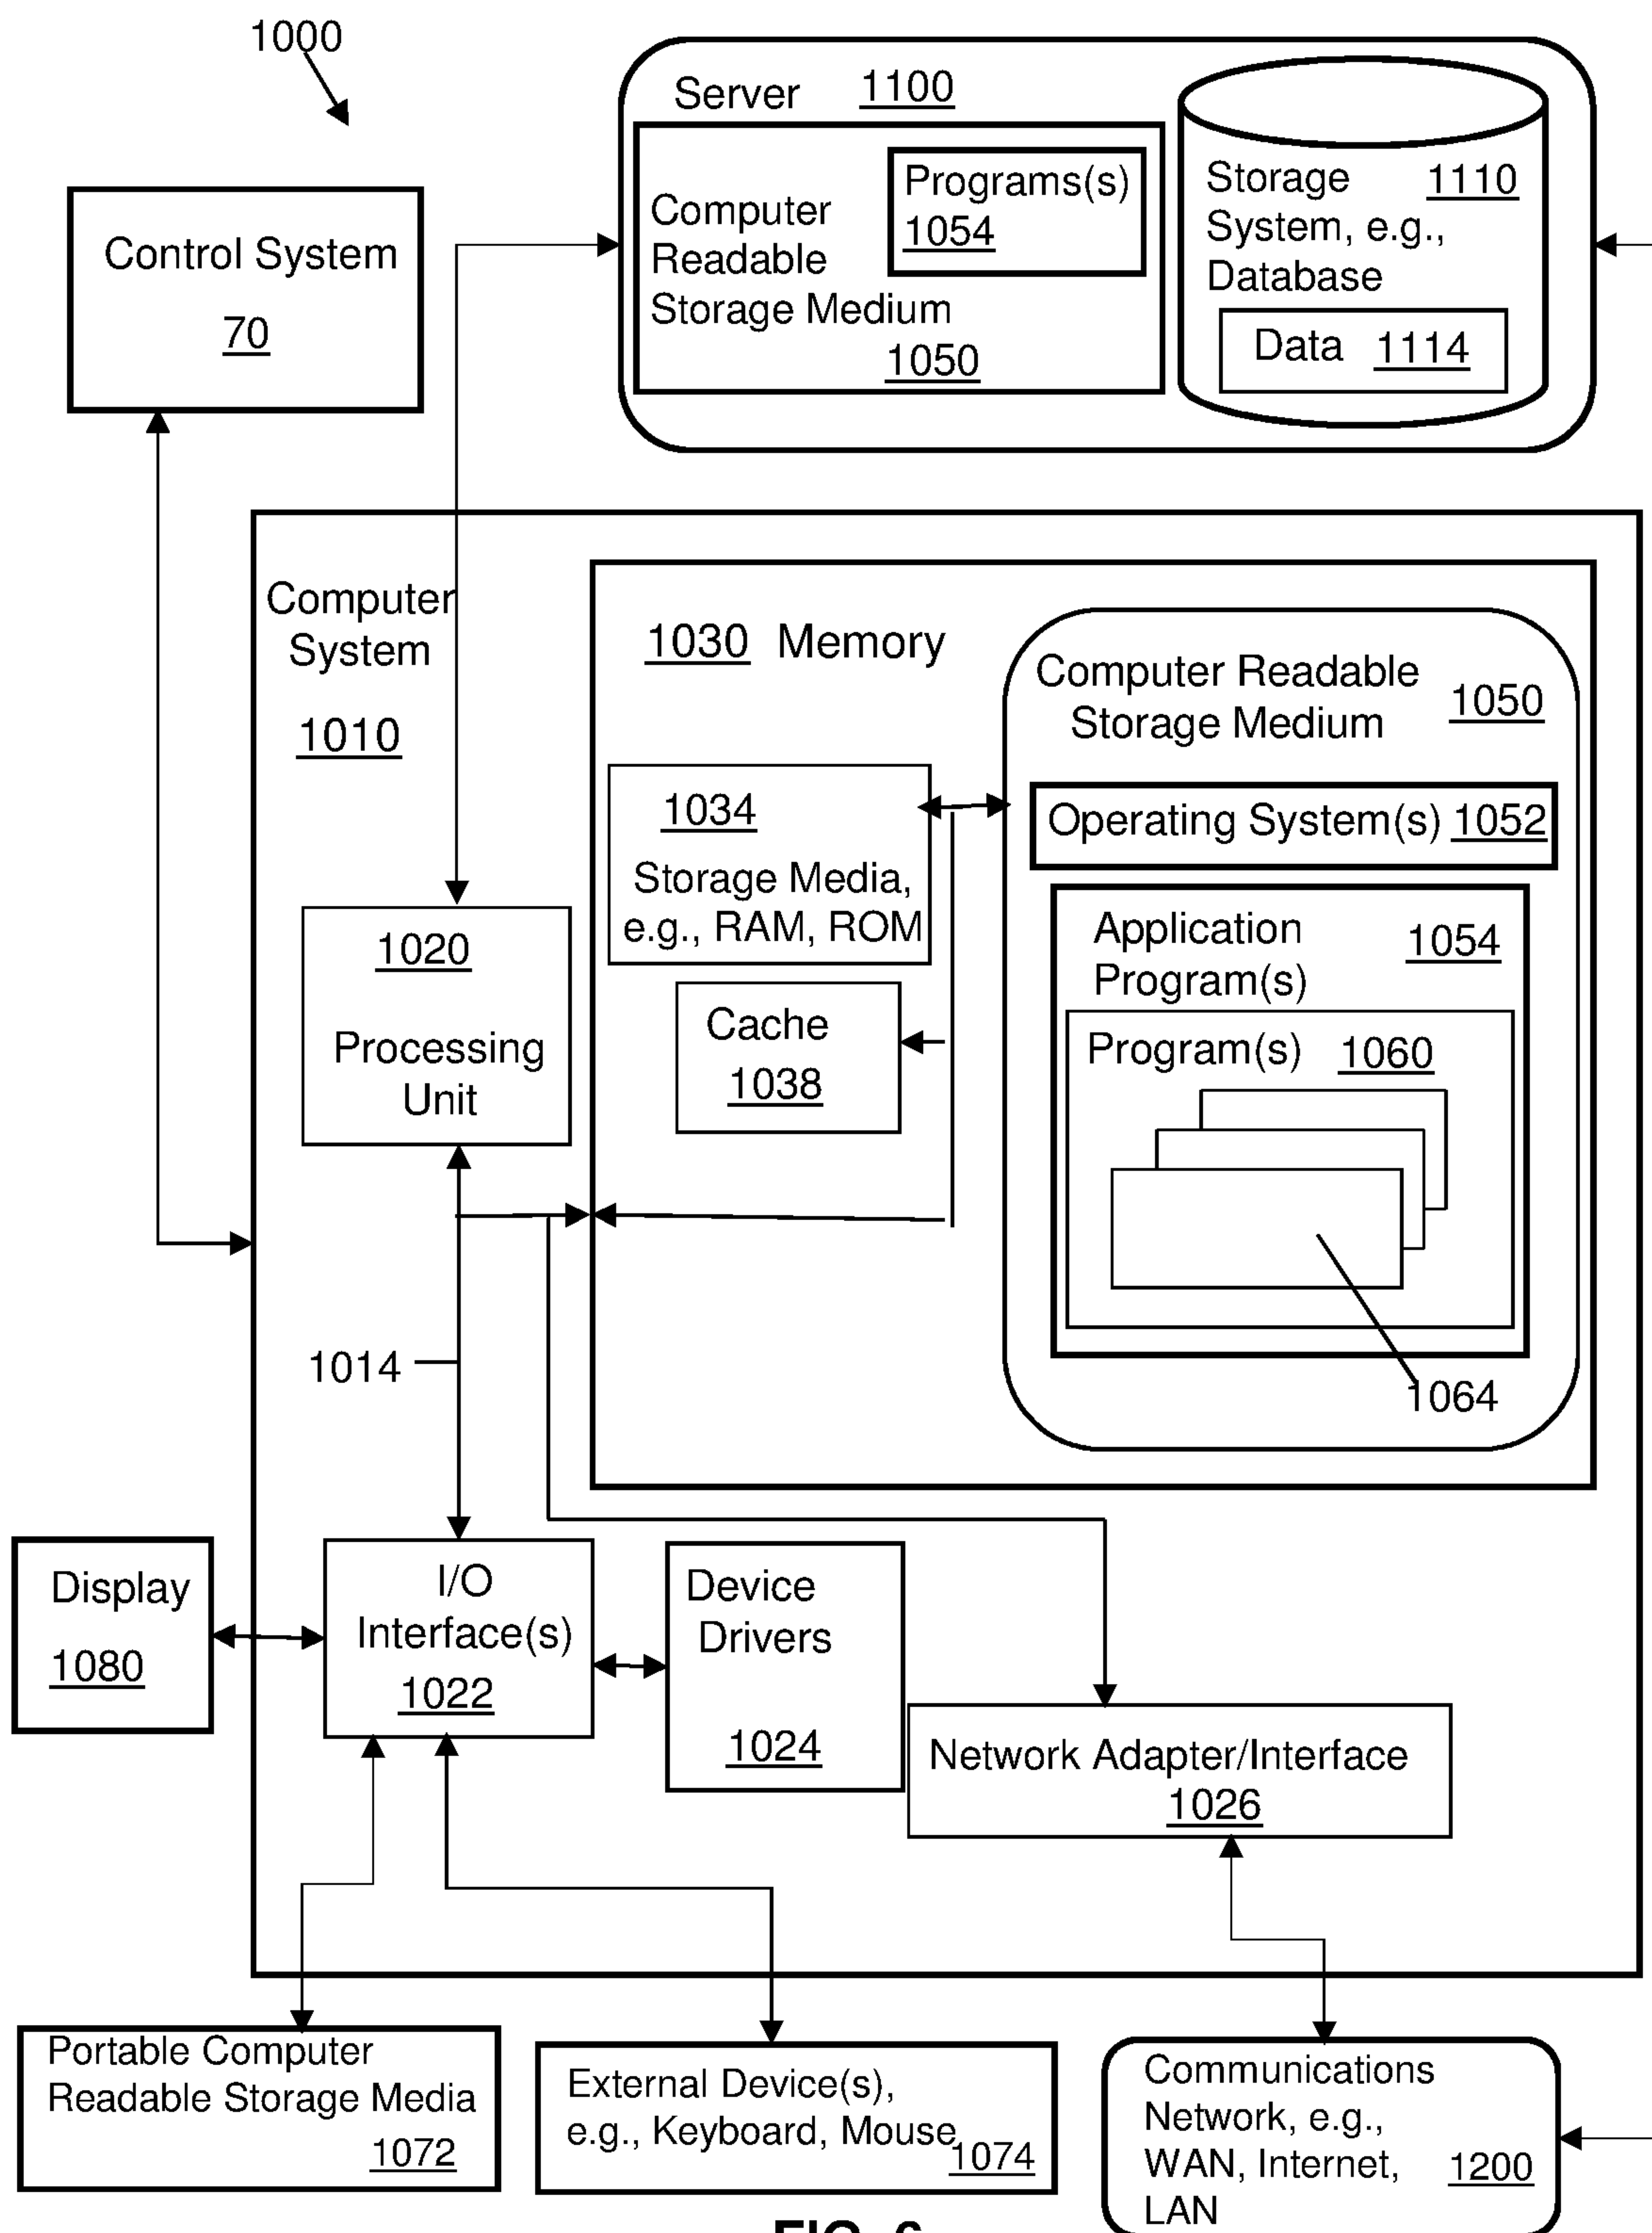 1000
Server 1100
Programs(s)
1054
Computer
Readable
Storage Medium
1050
Storage 1110
System, e.g.,
Database
Data 1114
Control System
70
Computer
System
1010
1030 Memory
Computer Readable
Storage Medium
1050
1034
Storage Media,
e.g., RAM, ROM
Operating System(s) 1052
1020
Processing
Unit
Cache
1038
Application
Program(s)
1054
Program(s) 1060
1064
1014
Display
1080
I/O
Interface(s)
1022
Device
Drivers
1024
Network Adapter/Interface
1026
Portable Computer
Readable Storage Media
1072
External Device(s),
e.g., Keyboard, Mouse
1074
Communications
Network, e.g.,
WAN, Internet,
LAN
1200
FIG. 6